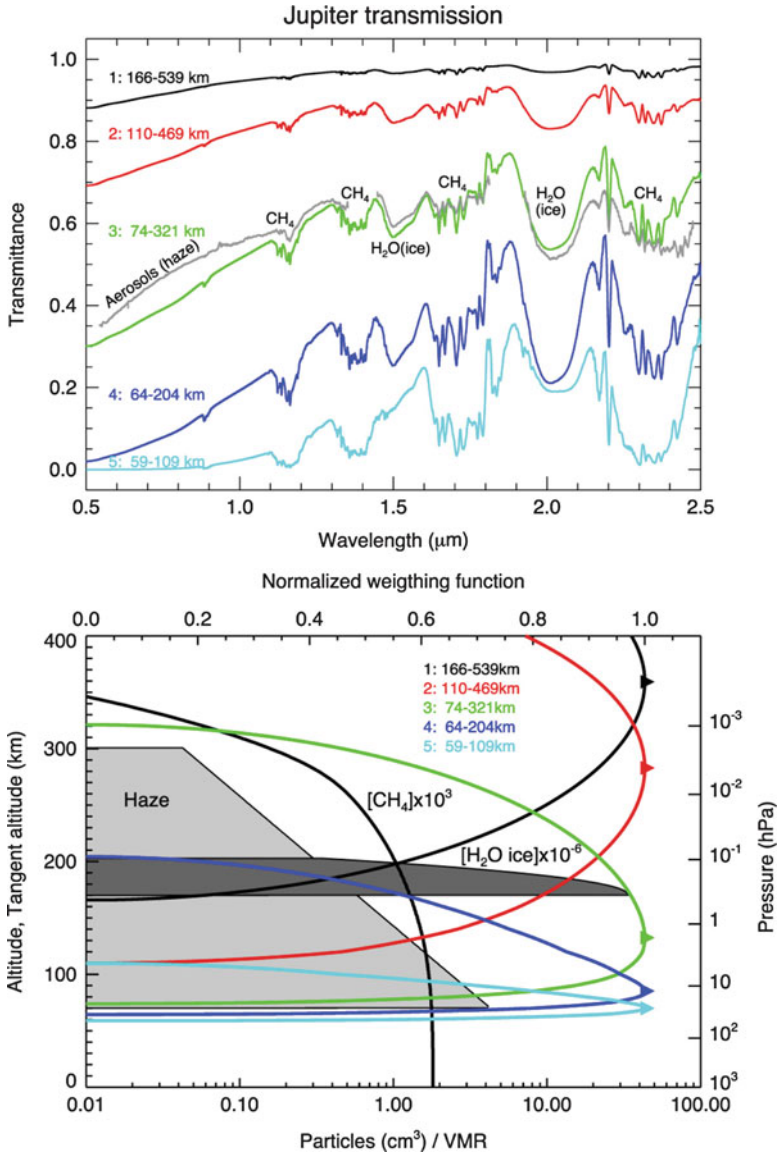 Jupiter transmission
1.0
0.8
0.6
0.4
0.2
0.0
Transmittance
1: 166-539 km
2: 110-469 km
3: 74-321 km
4: 64-204 km
5: 59-109 km
Aerosols (haze)
CH₄
CH₄
H₂O(ice)
CH₄
H₂O
(ice)
CH₄
0.5
1.0
1.5
2.0
2.5
Wavelength (μm)
Normalized weigthing function
0.0
0.2
0.4
0.6
0.8
1.0
400
300
200
100
0
Altitude, Tangent altitude (km)
1: 166-539km
2: 110-469km
3: 74-321km
4: 64-204km
5: 59-109km
Haze
[CH₄]x10³
[H₂O ice]x10⁻⁶
10⁻³
10⁻²
10⁻¹
1
10
10²
10³
Pressure (hPa)
0.01
0.10
1.00
10.00
100.00
Particles (cm³) / VMR